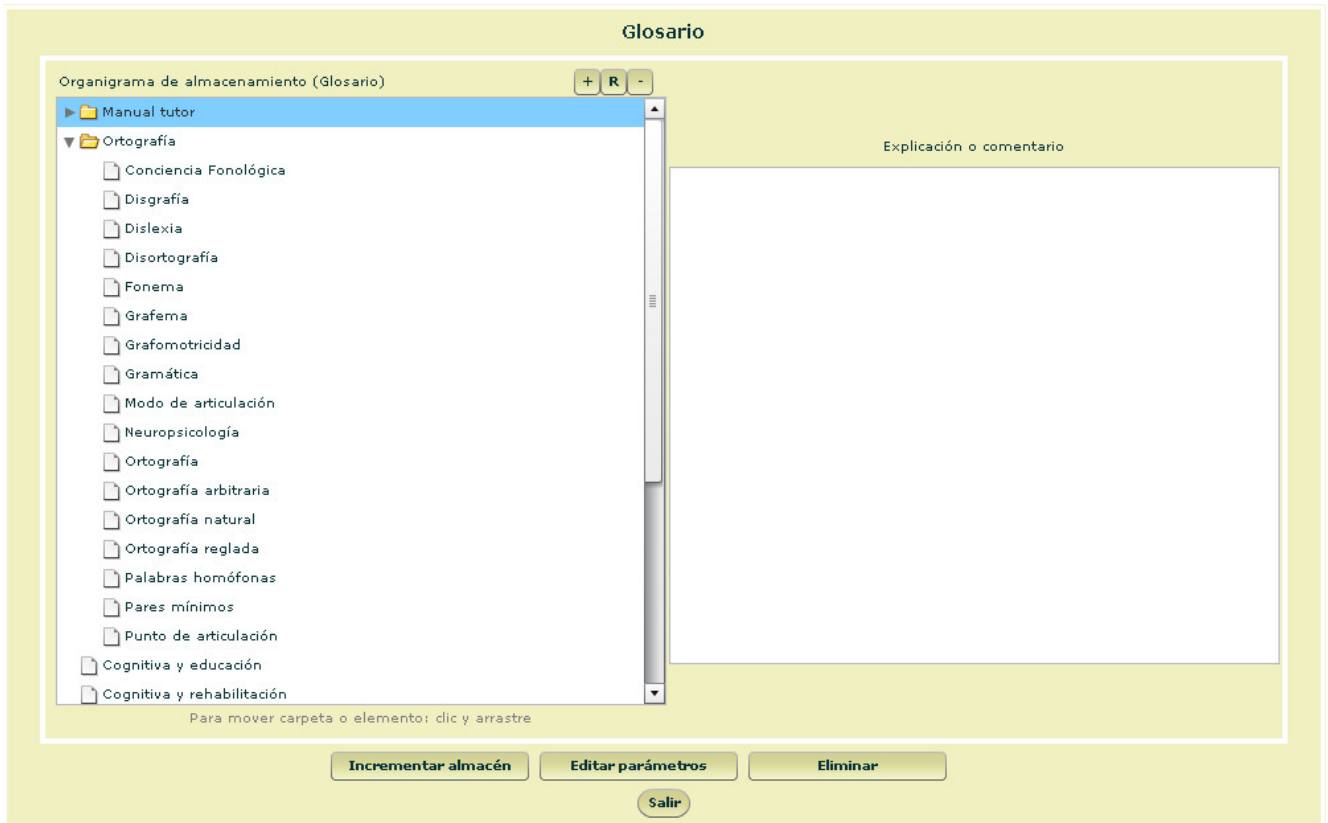 Glosario
Organigrama de almacenamiento (Glosario)
+ R -
Manual tutor
Ortografía
Conciencia Fonológica
Disgrafía
Dislexia
Disortografía
Fonema
Grafema
Grafomotricidad
Gramática
Modo de articulación
Neuropsicología
Ortografía
Ortografía arbitraria
Ortografía natural
Ortografía reglada
Palabras homófonas
Pares mínimos
Punto de articulación
Cognitiva y educación
Cognitiva y rehabilitación
Para mover carpeta o elemento: clic y arrastre
Explicación o comentario
Incrementar almacén
Editar parámetros
Eliminar
Salir